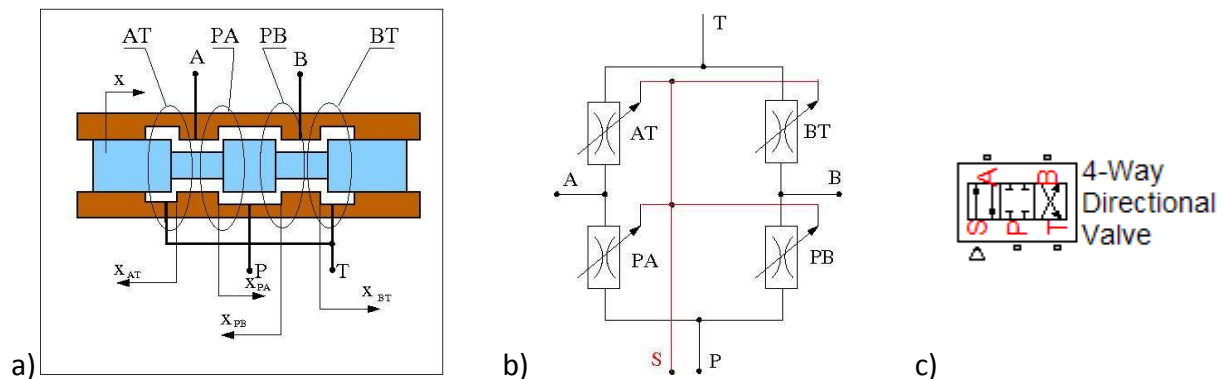 AT PA PB BT
A B
x
x_AT P x_PA T x_BT
x_PB
a)
T
AT BT
A B
PA PB
S P
b)
A B
S P T
4-Way
Directional
Valve
c)